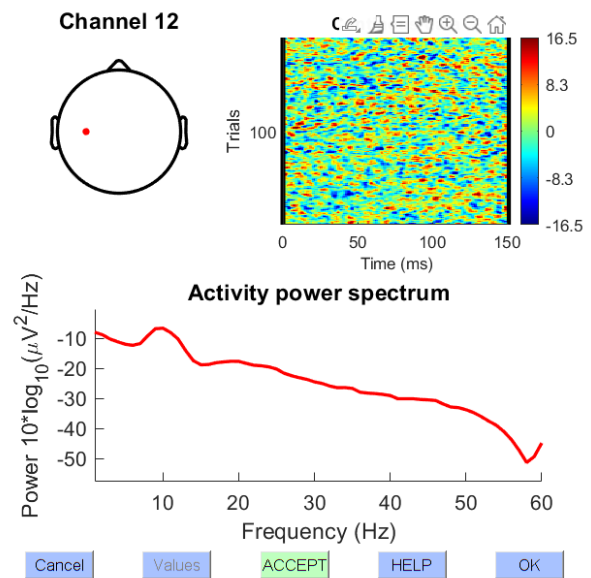 Channel 12
C
16.5
8.3
0
-8.3
-16.5
Trials
100
0 50 100 150
Time (ms)
Activity power spectrum
Power 10*log10(μV2/Hz)
-10
-20
-30
-40
-50
10 20 30 40 50 60
Frequency (Hz)
Cancel Values ACCEPT HELP OK